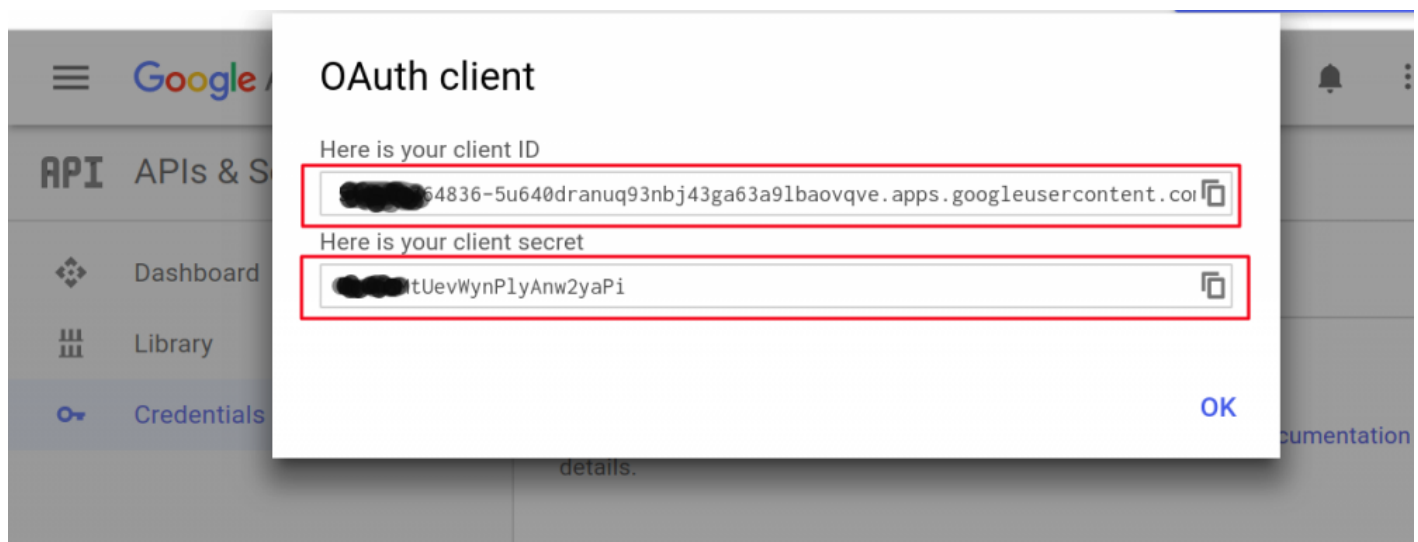 OAuth client
Google
Here is your client ID
64836-5u640dranuq93nbj43ga63a9lbaovqve.apps.googleusercontent.co
API APIs & S
Here is your client secret
tUevWynPlyAnw2yaPi
Dashboard
Library
Credentials
OK
cumentation
details.